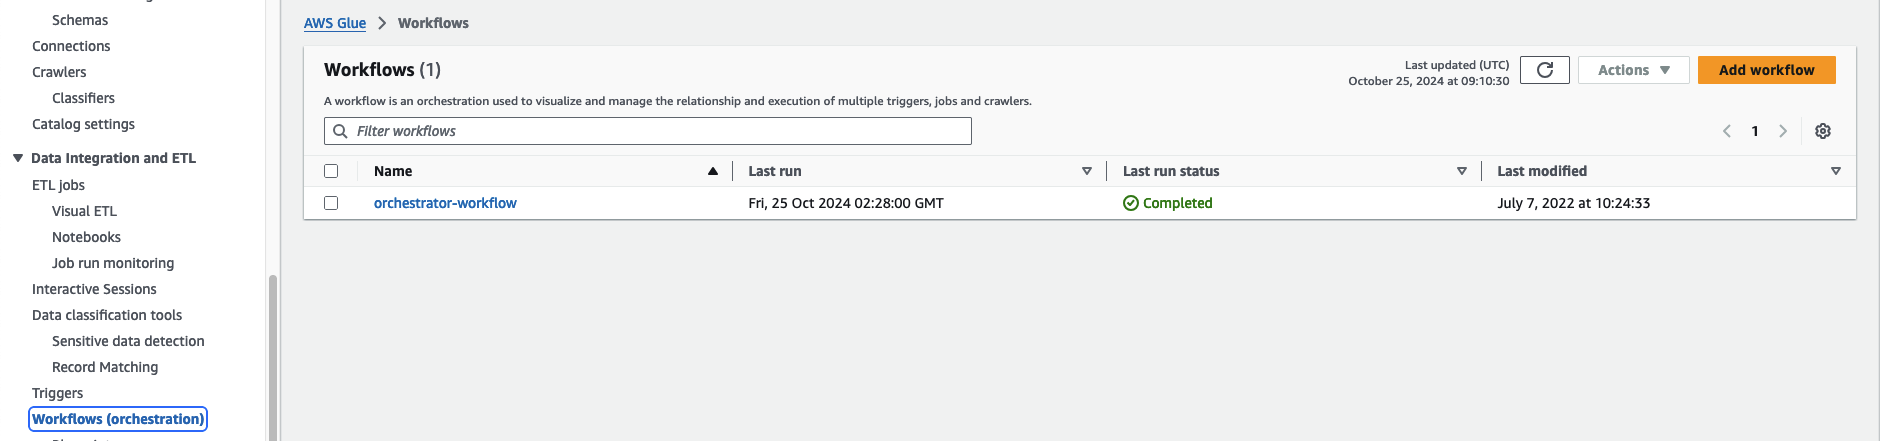 Schemas
Connections
Crawlers
Classifiers
Catalog settings
Data Integration and ETL
ETL jobs
Visual ETL
Notebooks
Job run monitoring
Interactive Sessions
Data classification tools
Sensitive data detection
Record Matching
Triggers
Workflows (orchestration)
AWS Glue > Workflows
Workflows (1)
Last updated (UTC)
October 25, 2024 at 09:10:30
Actions
Add workflow
A workflow is an orchestration used to visualize and manage the relationship and execution of multiple triggers, jobs and crawlers.
Filter workflows
1
Name Last run Last run status Last modified
orchestrator-workflow Fri, 25 Oct 2024 02:28:00 GMT Completed July 7, 2022 at 10:24:33